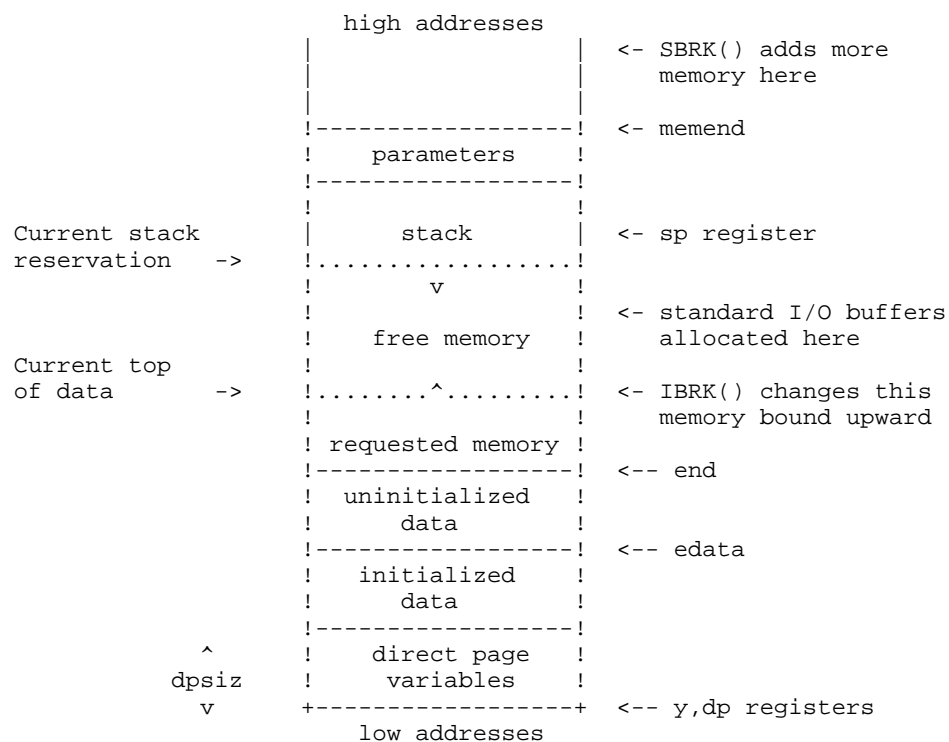 high addresses
                      |                  |  <- SBRK() adds more
                      |                  |     memory here
                      |                  |
                      !------------------!  <- memend
                      !    parameters    !
                      !------------------!
                      !                  !
Current stack         |      stack       |  <- sp register
reservation   ->      !..................!
                      !        v         !
                      !                  !  <- standard I/O buffers
                      !    free memory   !     allocated here
Current top           !                  !
of data       ->      !........^.........!  <- IBRK() changes this
                      !                  !     memory bound upward
                      ! requested memory !
                      !------------------!  <-- end
                      !  uninitialized   !
                      !      data        !
                      !------------------!  <-- edata
                      !   initialized    !
                      !      data        !
                      !------------------!
             ^        !    direct page   !
           dpsiz      !     variables    !
             v        +------------------+  <-- y,dp registers
                           low addresses